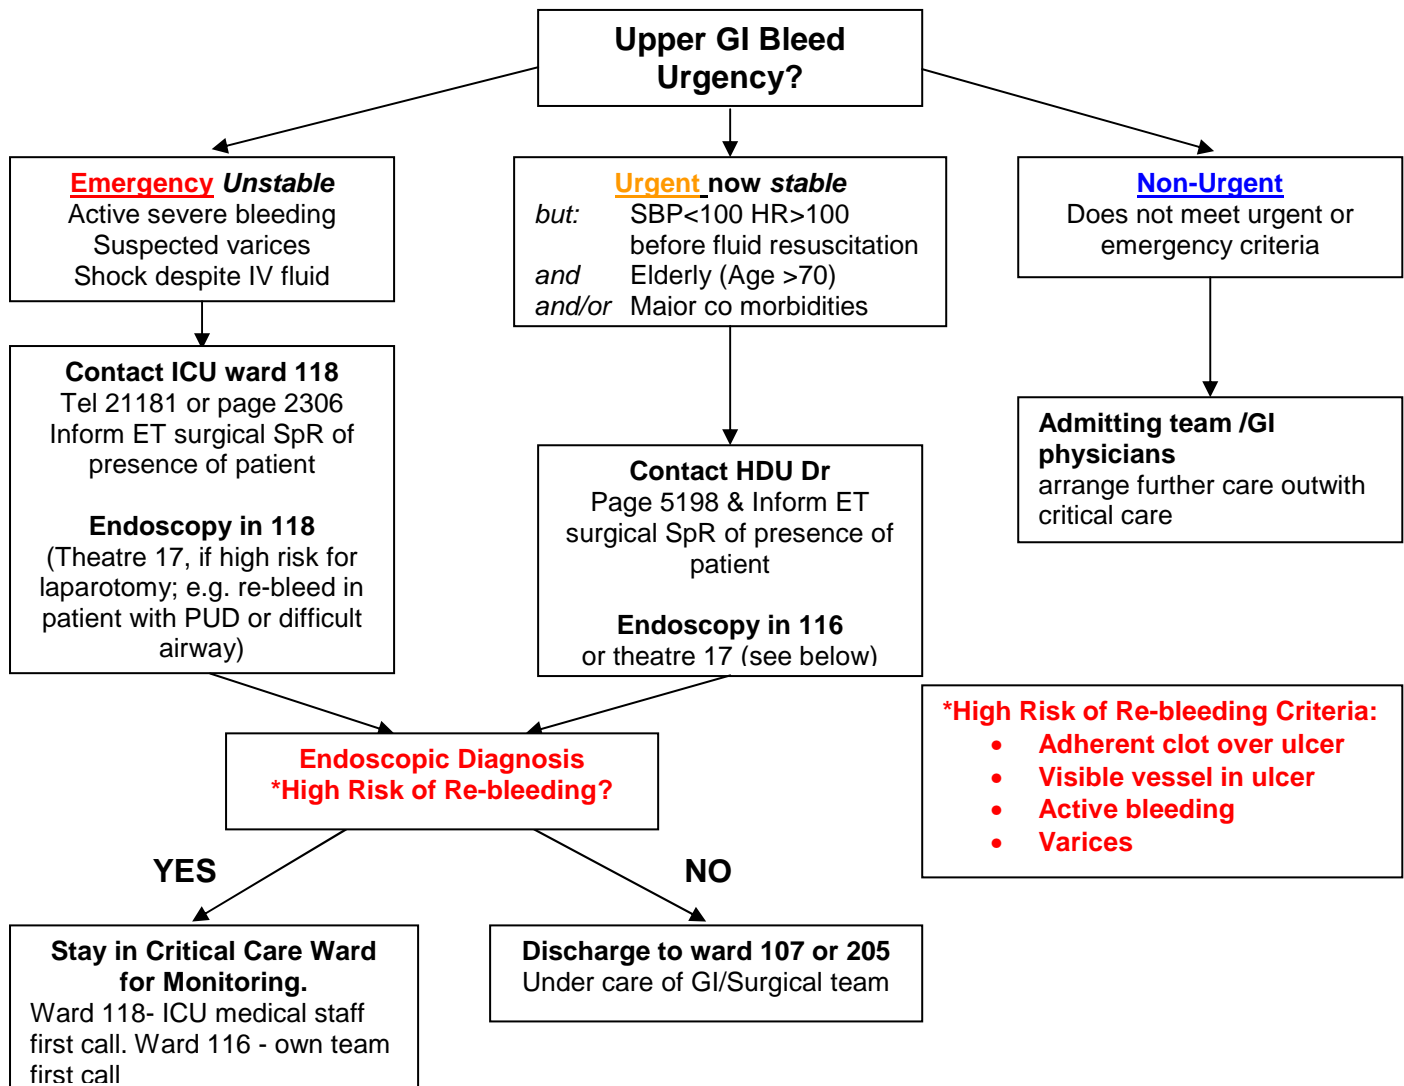 Upper GI Bleed
Urgency?
Emergency Unstable
Active severe bleeding
Suspected varices
Shock despite IV fluid
Urgent now stable
but: SBP<100 HR>100
before fluid resuscitation
and Elderly (Age >70)
and/or Major co morbidities
Non-Urgent
Does not meet urgent or
emergency criteria
Contact ICU ward 118
Tel 21181 or page 2306
Inform ET surgical SpR of
presence of patient
Endoscopy in 118
(Theatre 17, if high risk for
laparotomy; e.g. re-bleed in
patient with PUD or difficult
airway)
Contact HDU Dr
Page 5198 & Inform ET
surgical SpR of presence of
patient
Endoscopy in 116
or theatre 17 (see below)
Admitting team /GI
physicians
arrange further care outwith
critical care
Endoscopic Diagnosis
*High Risk of Re-bleeding?
*High Risk of Re-bleeding Criteria:
• Adherent clot over ulcer
• Visible vessel in ulcer
• Active bleeding
• Varices
YES
NO
Stay in Critical Care Ward
for Monitoring.
Ward 118- ICU medical staff
first call. Ward 116 - own team
first call
Discharge to ward 107 or 205
Under care of GI/Surgical team